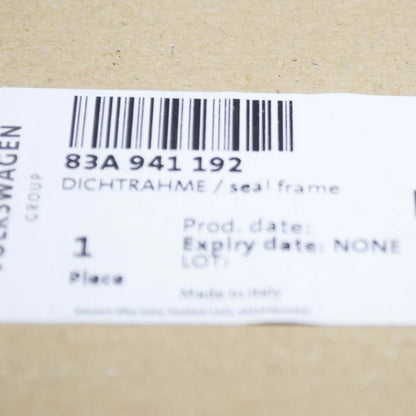 VOLKSWAGEN
GROUP
83A 941 192
DICHTRAHME / seal frame
Prod. date:
Expiry date: NONE
LOT:
1
Piece
Made in Italy